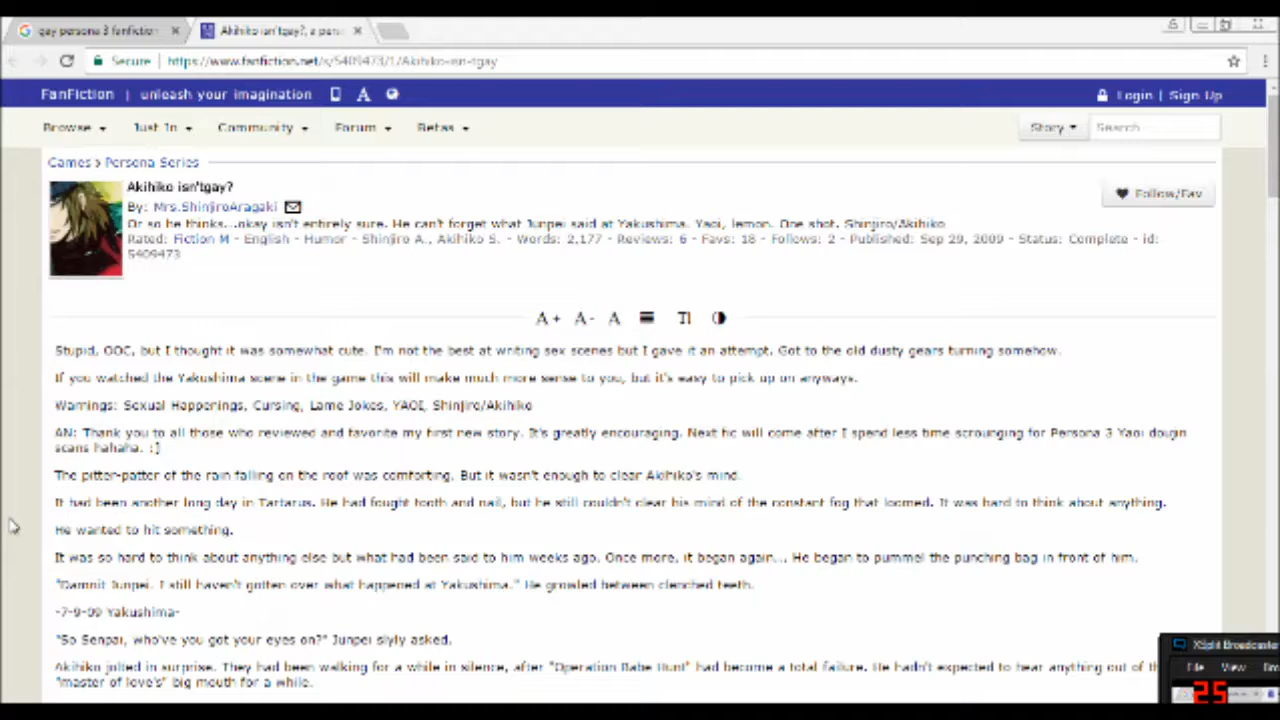 gay persona 3 fanfiction
Akihiko isn'tgay?, a pers
Secure https://www.fanfiction.net/s/5409473/1/Akihiko-isn-tgay
FanFiction | unleash your imagination
Login | Sign Up
Browse Just In Community Forum Betas
Story Search
Games › Persona Series
Akihiko isn'tgay?
Follow/Fav
By: Mrs.ShinjiroAragaki
Or so he thinks...okay isn't entirely sure. He can't forget what Junpei said at Yakushima. Yaoi, lemon. One shot. Shinjiro/Akihiko
Rated: Fiction M - English - Humor - Shinjiro A., Akihiko S. - Words: 2,177 - Reviews: 6 - Favs: 18 - Follows: 2 - Published: Sep 29, 2009 - Status: Complete - id:
5409473
A+ A- A TI
Stupid, OOC, but I thought it was somewhat cute. I'm not the best at writing sex scenes but I gave it an attempt. Got to the old dusty gears turning somehow.
If you watched the Yakushima scene in the game this will make much more sense to you, but it's easy to pick up on anyways.
Warnings: Sexual Happenings, Cursing, Lame Jokes, YAOI, Shinjiro/Akihiko
AN: Thank you to all those who reviewed and favorite my first new story. It's greatly encouraging. Next fic will come after I spend less time scrounging for Persona 3 Yaoi doujin
scans hahaha. :]
The pitter-patter of the rain falling on the roof was comforting. But it wasn't enough to clear Akihiko's mind.
It had been another long day in Tartarus. He had fought tooth and nail, but he still couldn't clear his mind of the constant fog that loomed. It was hard to think about anything.
He wanted to hit something.
It was so hard to think about anything else but what had been said to him weeks ago. Once more, it began again... He began to pummel the punching bag in front of him.
"Damnit Junpei. I still haven't gotten over what happened at Yakushima." He growled between clenched teeth.
-7-9-09 Yakushima-
"So Senpai, who've you got your eyes on?" Junpei slyly asked.
Akihiko jolted in surprise. They had been walking for a while in silence, after "Operation Babe Hunt" had become a total failure. He hadn't expected to hear anything out of th
"master of love's" big mouth for a while.
XSplit Broadcaster
File View
25